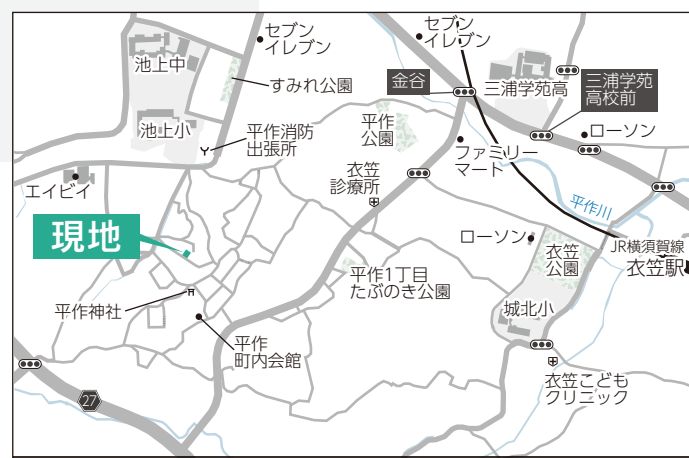 セブン
イレブン
セブン
イレブン
池上中
すみれ公園
金谷
三浦学苑高
三浦学苑
高校前
池上小
平作消防
出張所
平作
公園
ローソン
ファミリー
マート
衣笠
診療所
エイビイ
平作川
現地
ローソン
衣笠
公園
JR横須賀線
衣笠駅
平作1丁目
たぶのき公園
平作神社
城北小
平作
町内会館
衣笠こども
クリニック
27